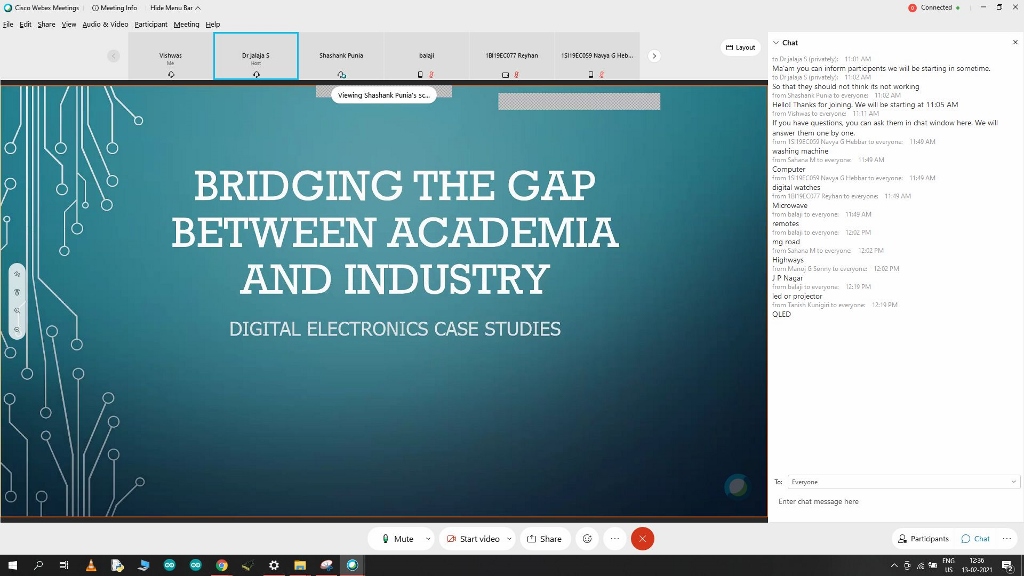 Cisco Webex Meetings
Meeting Info
Hide Menu Bar
Connected
File Edit Share View Audio & Video Participant Meeting Help
Vishwas
Me
Dr Jalaja S
Host
Shashank Punia
balaji
1BI19EC077 Reyhan
1SI19EC059 Navya G Heb...
Layout
Viewing Shashank Punia's sc...
BRIDGING THE GAP
BETWEEN ACADEMIA
AND INDUSTRY
DIGITAL ELECTRONICS CASE STUDIES
Chat
to Dr Jalaja S (privately): 11:01 AM
Ma'am you can inform participants we will be starting in sometime.
to Dr Jalaja S (privately): 11:02 AM
So that they should not think its not working
from Shashank Punia to everyone: 11:02 AM
Hello! Thanks for joining. We will be starting at 11:05 AM
from Vishwas to everyone: 11:11 AM
If you have questions, you can ask them in chat window here. We will
answer them one by one.
from 1SI19EC059 Navya G Hebbar to everyone: 11:49 AM
washing machine
from Sahana M to everyone: 11:49 AM
Computer
from 1SI19EC059 Navya G Hebbar to everyone: 11:49 AM
digital watches
from 1BI19EC077 Reyhan to everyone: 11:49 AM
Microwave
from balaji to everyone: 11:49 AM
remotes
from balaji to everyone: 12:02 PM
mg road
from Sahana M to everyone: 12:02 PM
Highways
from Manoj G Sonny to everyone: 12:02 PM
J P Nagar
from balaji to everyone: 12:19 PM
led or projector
from Tanish Kunigiri to everyone: 12:19 PM
QLED
To: Everyone
Enter chat message here
Mute
Start video
Share
Participants
Chat
ENG
US
12:36
13-02-2021
2